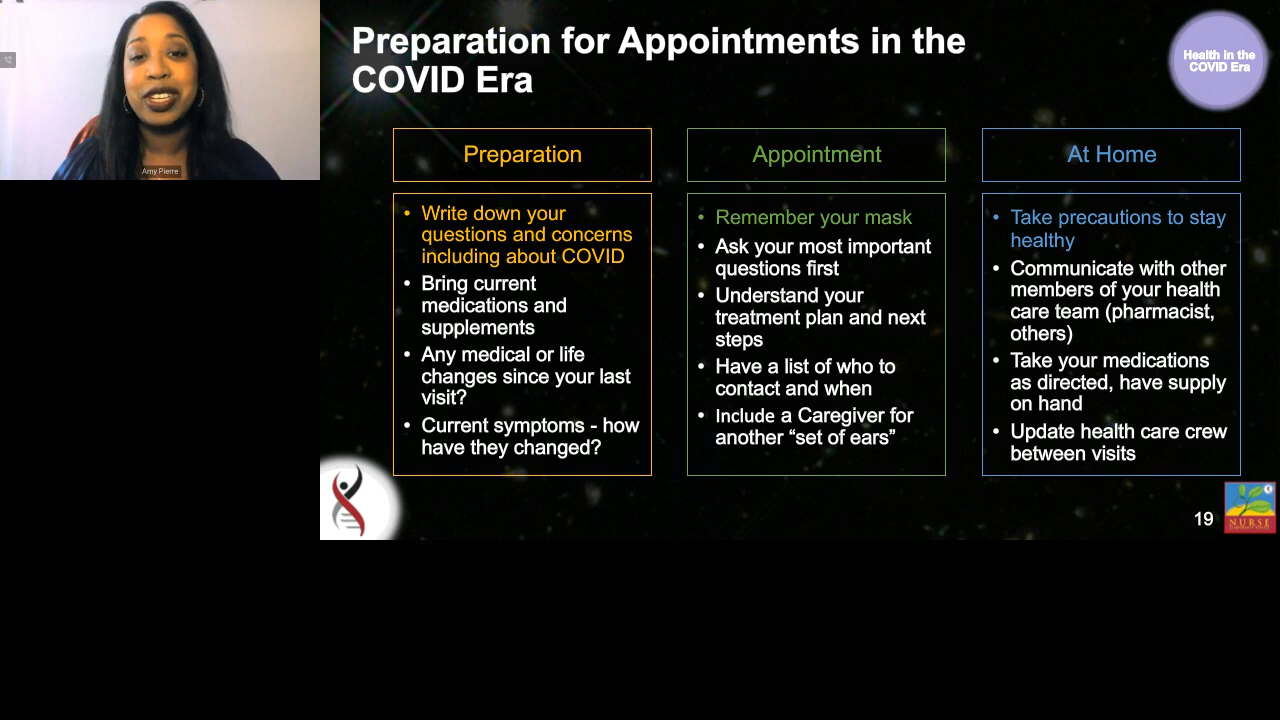 Amy Pierre
Preparation for Appointments in the
COVID Era
Health in the
COVID Era
Preparation
• Write down your
questions and concerns
including about COVID
• Bring current
medications and
supplements
• Any medical or life
changes since your last
visit?
• Current symptoms - how
have they changed?
Appointment
• Remember your mask
• Ask your most important
questions first
• Understand your
treatment plan and next
steps
• Have a list of who to
contact and when
• Include a Caregiver for
another “set of ears”
At Home
• Take precautions to stay
healthy
• Communicate with other
members of your health
care team (pharmacist,
others)
• Take your medications
as directed, have supply
on hand
• Update health care crew
between visits
19
NURSE